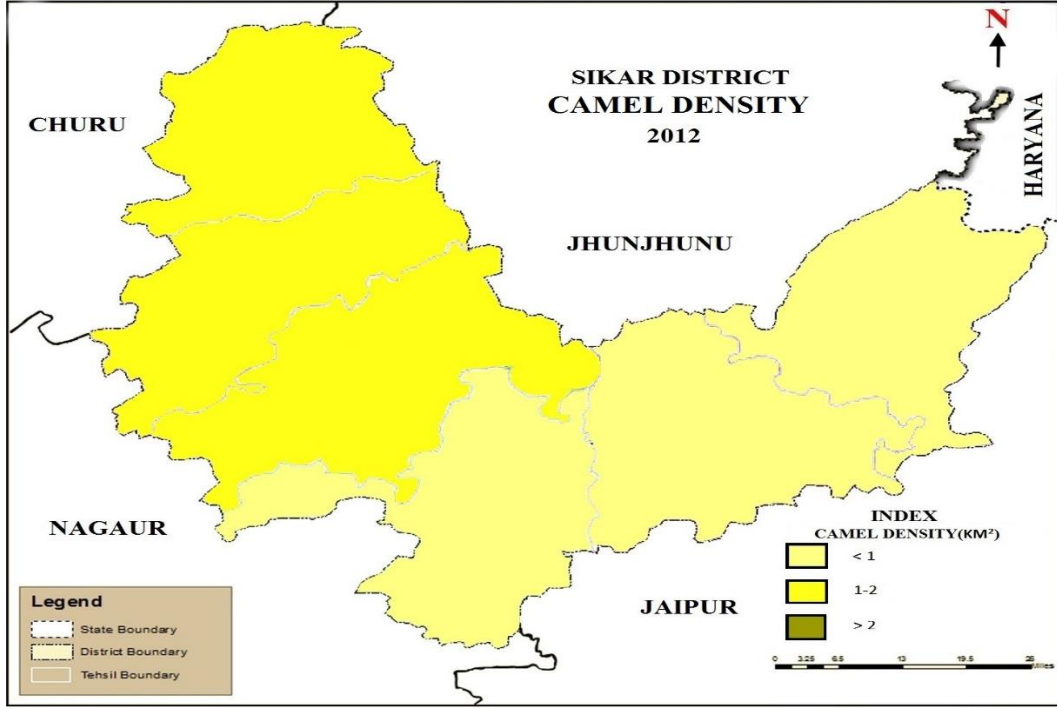 N
SIKAR DISTRICT
CAMEL DENSITY
2012
CHURU
HARYANA
JHUNJHUNU
NAGAUR
JAIPUR
INDEX
CAMEL DENSITY(KM²)
< 1
1-2
> 2
Legend
State Boundary
District Boundary
Tehsil Boundary
0 3.25 6.5 13 19.5 26
Miles